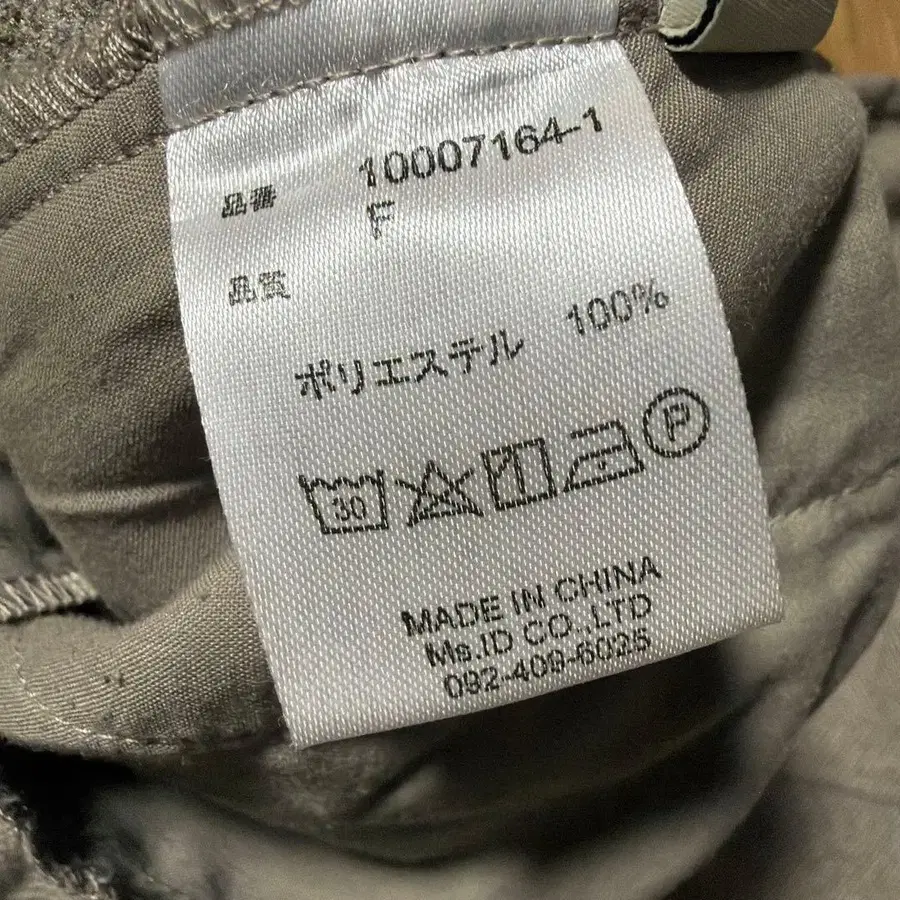 品番 10007164-1
F
品質
ポリエステル 100%
30 P
MADE IN CHINA
Ms.ID CO.,LTD
092-409-6025